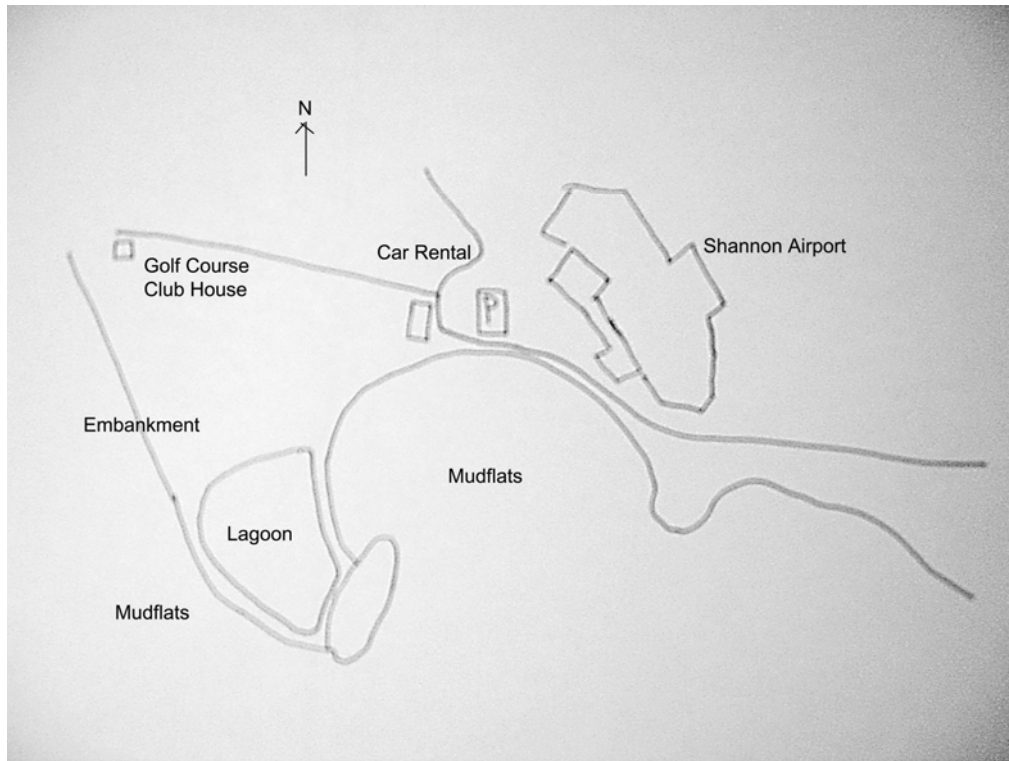 N
Car Rental
Shannon Airport
Golf Course
Club House
P
Embankment
Mudflats
Lagoon
Mudflats